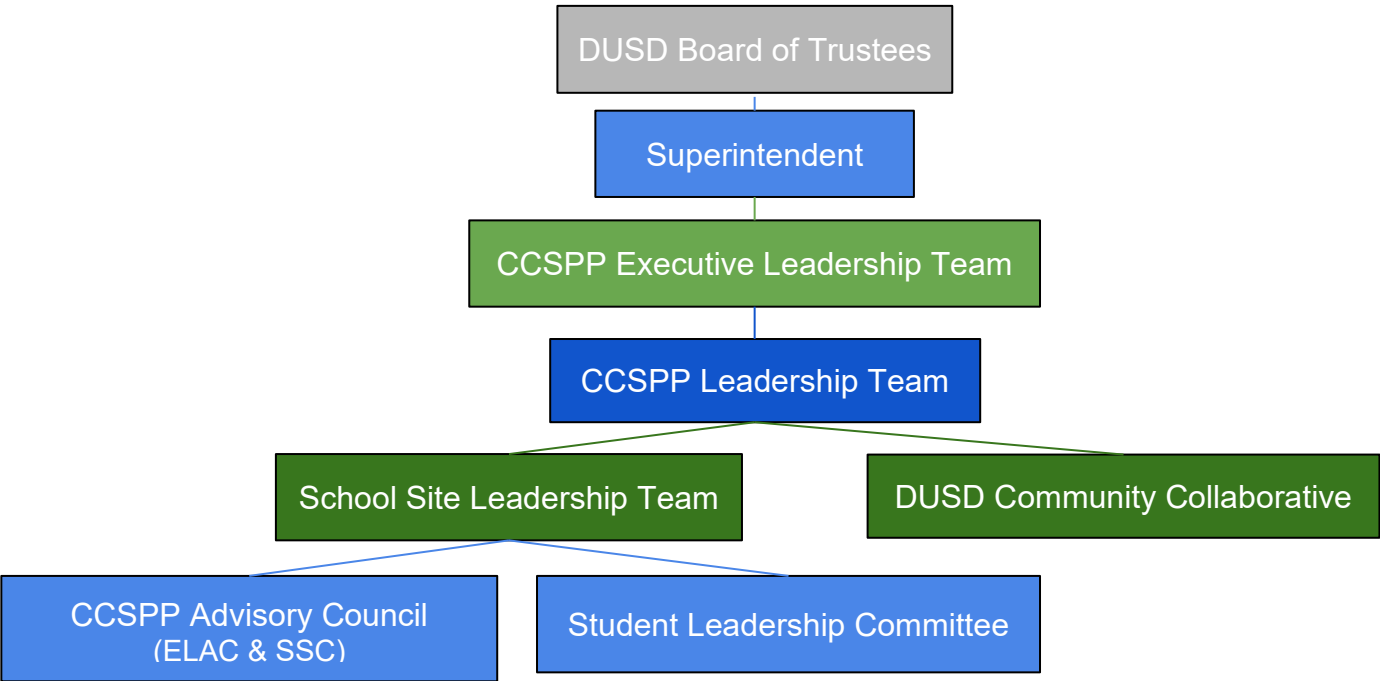 DUSD Board of Trustees
Superintendent
CCSPP Executive Leadership Team
CCSPP Leadership Team
School Site Leadership Team
DUSD Community Collaborative
CCSPP Advisory Council
(ELAC & SSC)
Student Leadership Committee